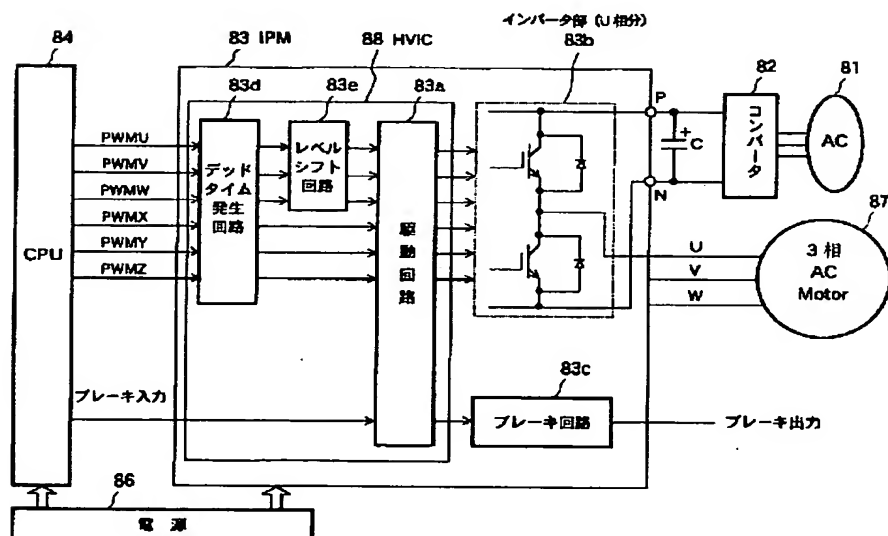 インバータ部(U相分)
84
83 IPM
88 HVIC
83b
83d
83e
83a
82
81
P
PWMU
PWMV
PWMW
PWMX
PWMY
PWMZ
CPU
デッド
タイム
発生
回路
レベル
シフト
回路
駆動回路
+
C
コンバータ
AC
N
87
U
V
W
3相
AC
Motor
83c
ブレーキ入力
ブレーキ回路
ブレーキ出力
86
電源